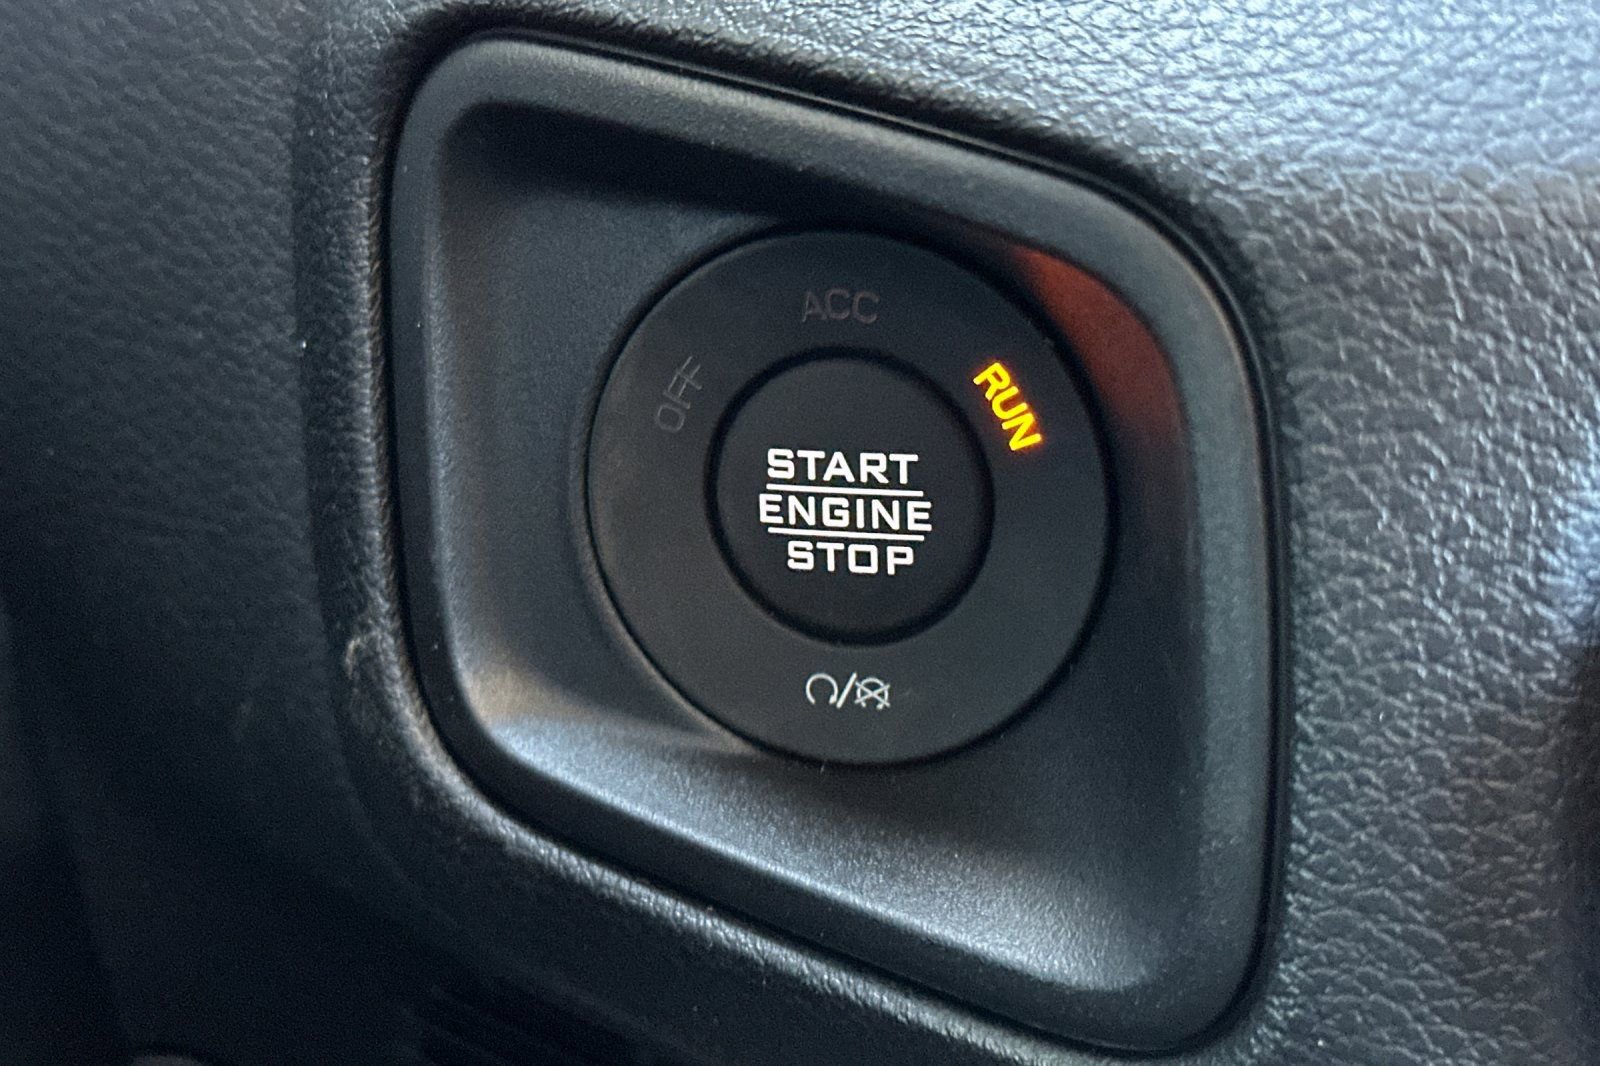 ACC
OFF
RUN
START
ENGINE
STOP